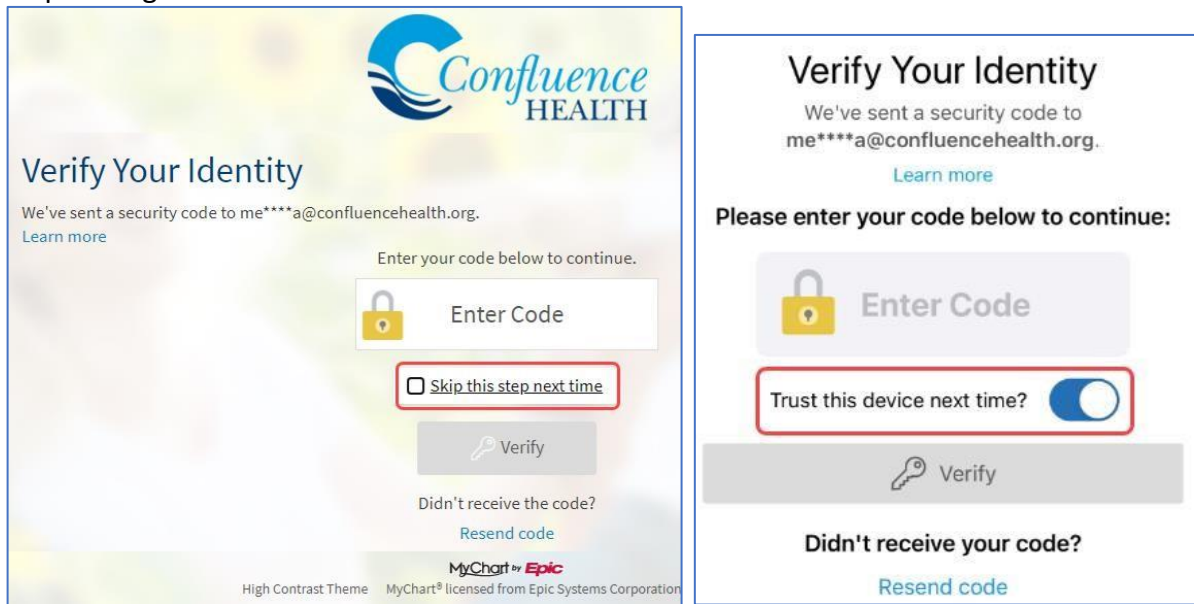 Confluence
HEALTH
Verify Your Identity
We've sent a security code to me****a@confluencehealth.org.
Learn more
Enter your code below to continue.
Enter Code
Skip this step next time
Verify
Didn't receive the code?
Resend code
MyChart by Epic
High Contrast Theme MyChart® licensed from Epic Systems Corporation
Verify Your Identity
We've sent a security code to
me****a@confluencehealth.org.
Learn more
Please enter your code below to continue:
Enter Code
Trust this device next time?
Verify
Didn't receive your code?
Resend code